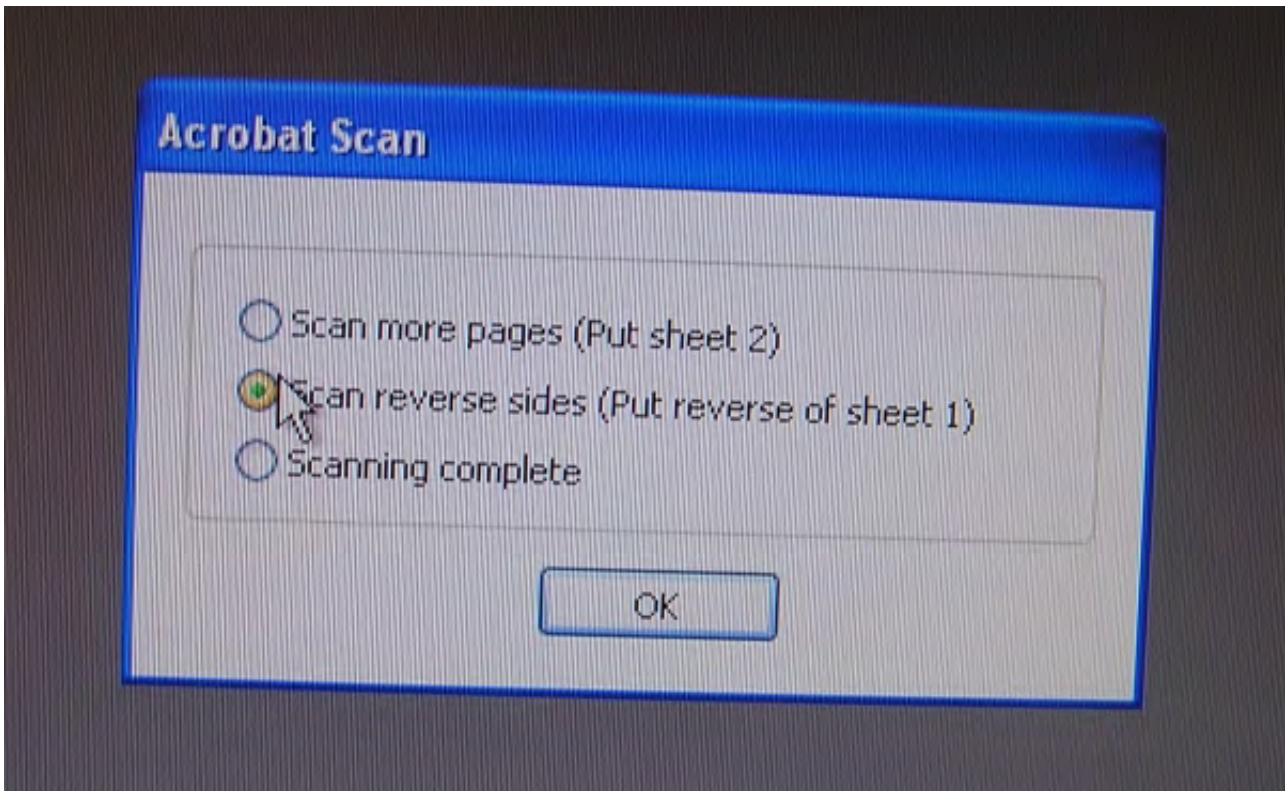 Acrobat Scan
Scan more pages (Put sheet 2)
Scan reverse sides (Put reverse of sheet 1)
Scanning complete
OK